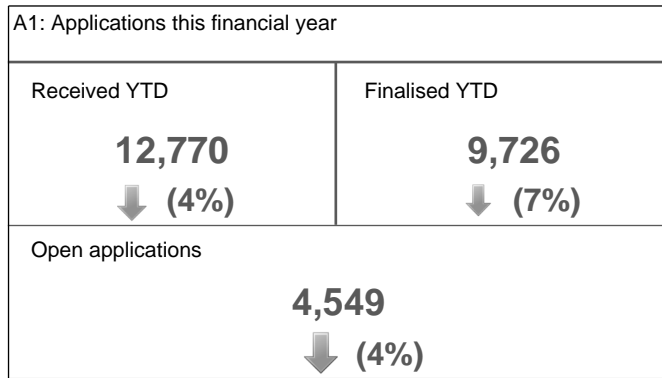 A1: Applications this financial year
Received YTD
12,770
(4%)
Finalised YTD
9,726
(7%)
Open applications
4,549
(4%)